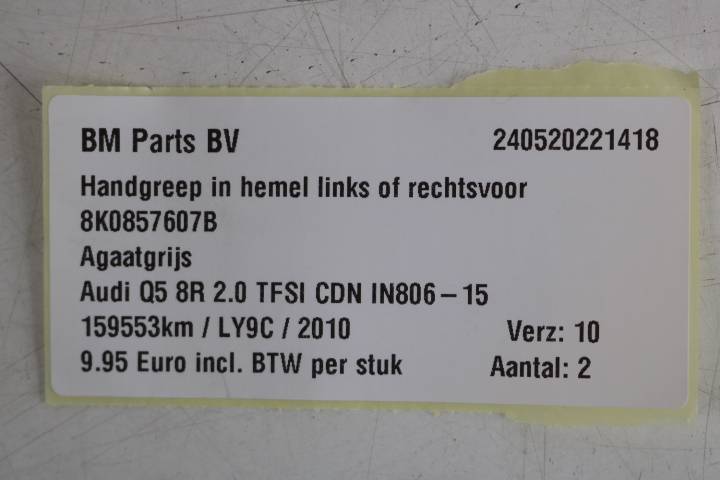 BM Parts BV 240520221418
Handgreep in hemel links of rechtsvoor
8K0857607B
Agaatgrijs
Audi Q5 8R 2.0 TFSI CDN IN806-15
159553km / LY9C / 2010 Verz: 10
9.95 Euro incl. BTW per stuk Aantal: 2